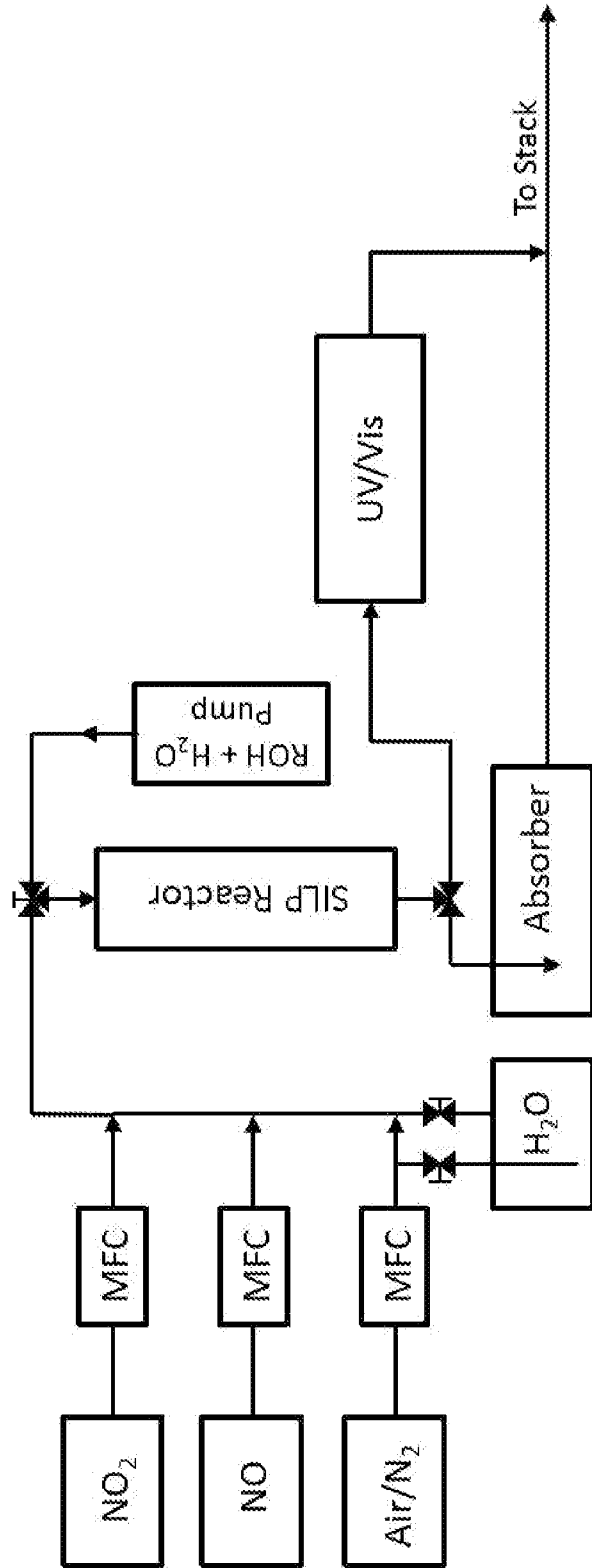 NO₂
MFC
NO
MFC
Air/N₂
MFC
H₂O
SILP Reactor
ROH + H₂O
Pump
Absorber
UV/Vis
To Stack